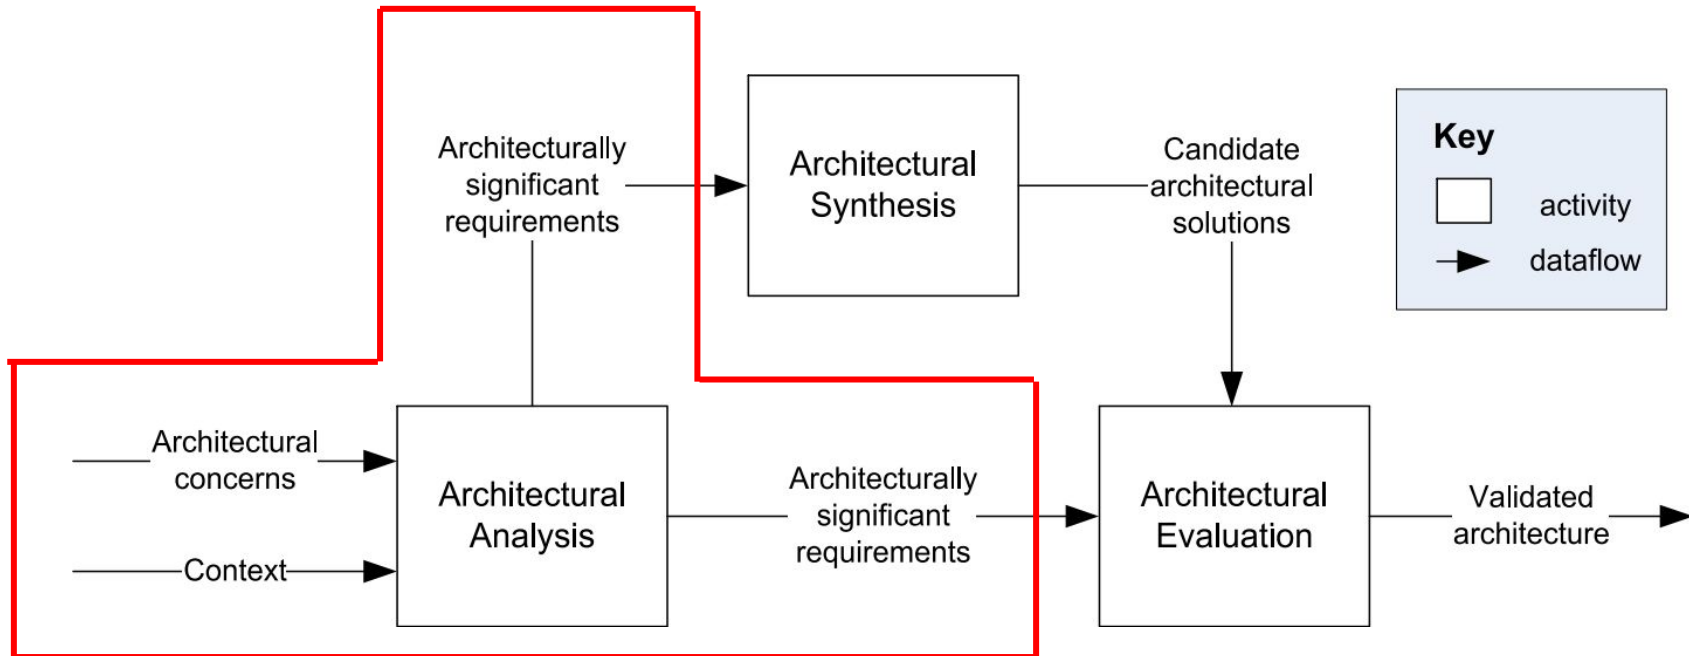 Architecturally
significant
requirements
Architectural
Synthesis
Candidate
architectural
solutions
Key
activity
dataflow
Architectural
concerns
Context
Architectural
Analysis
Architecturally
significant
requirements
Architectural
Evaluation
Validated
architecture